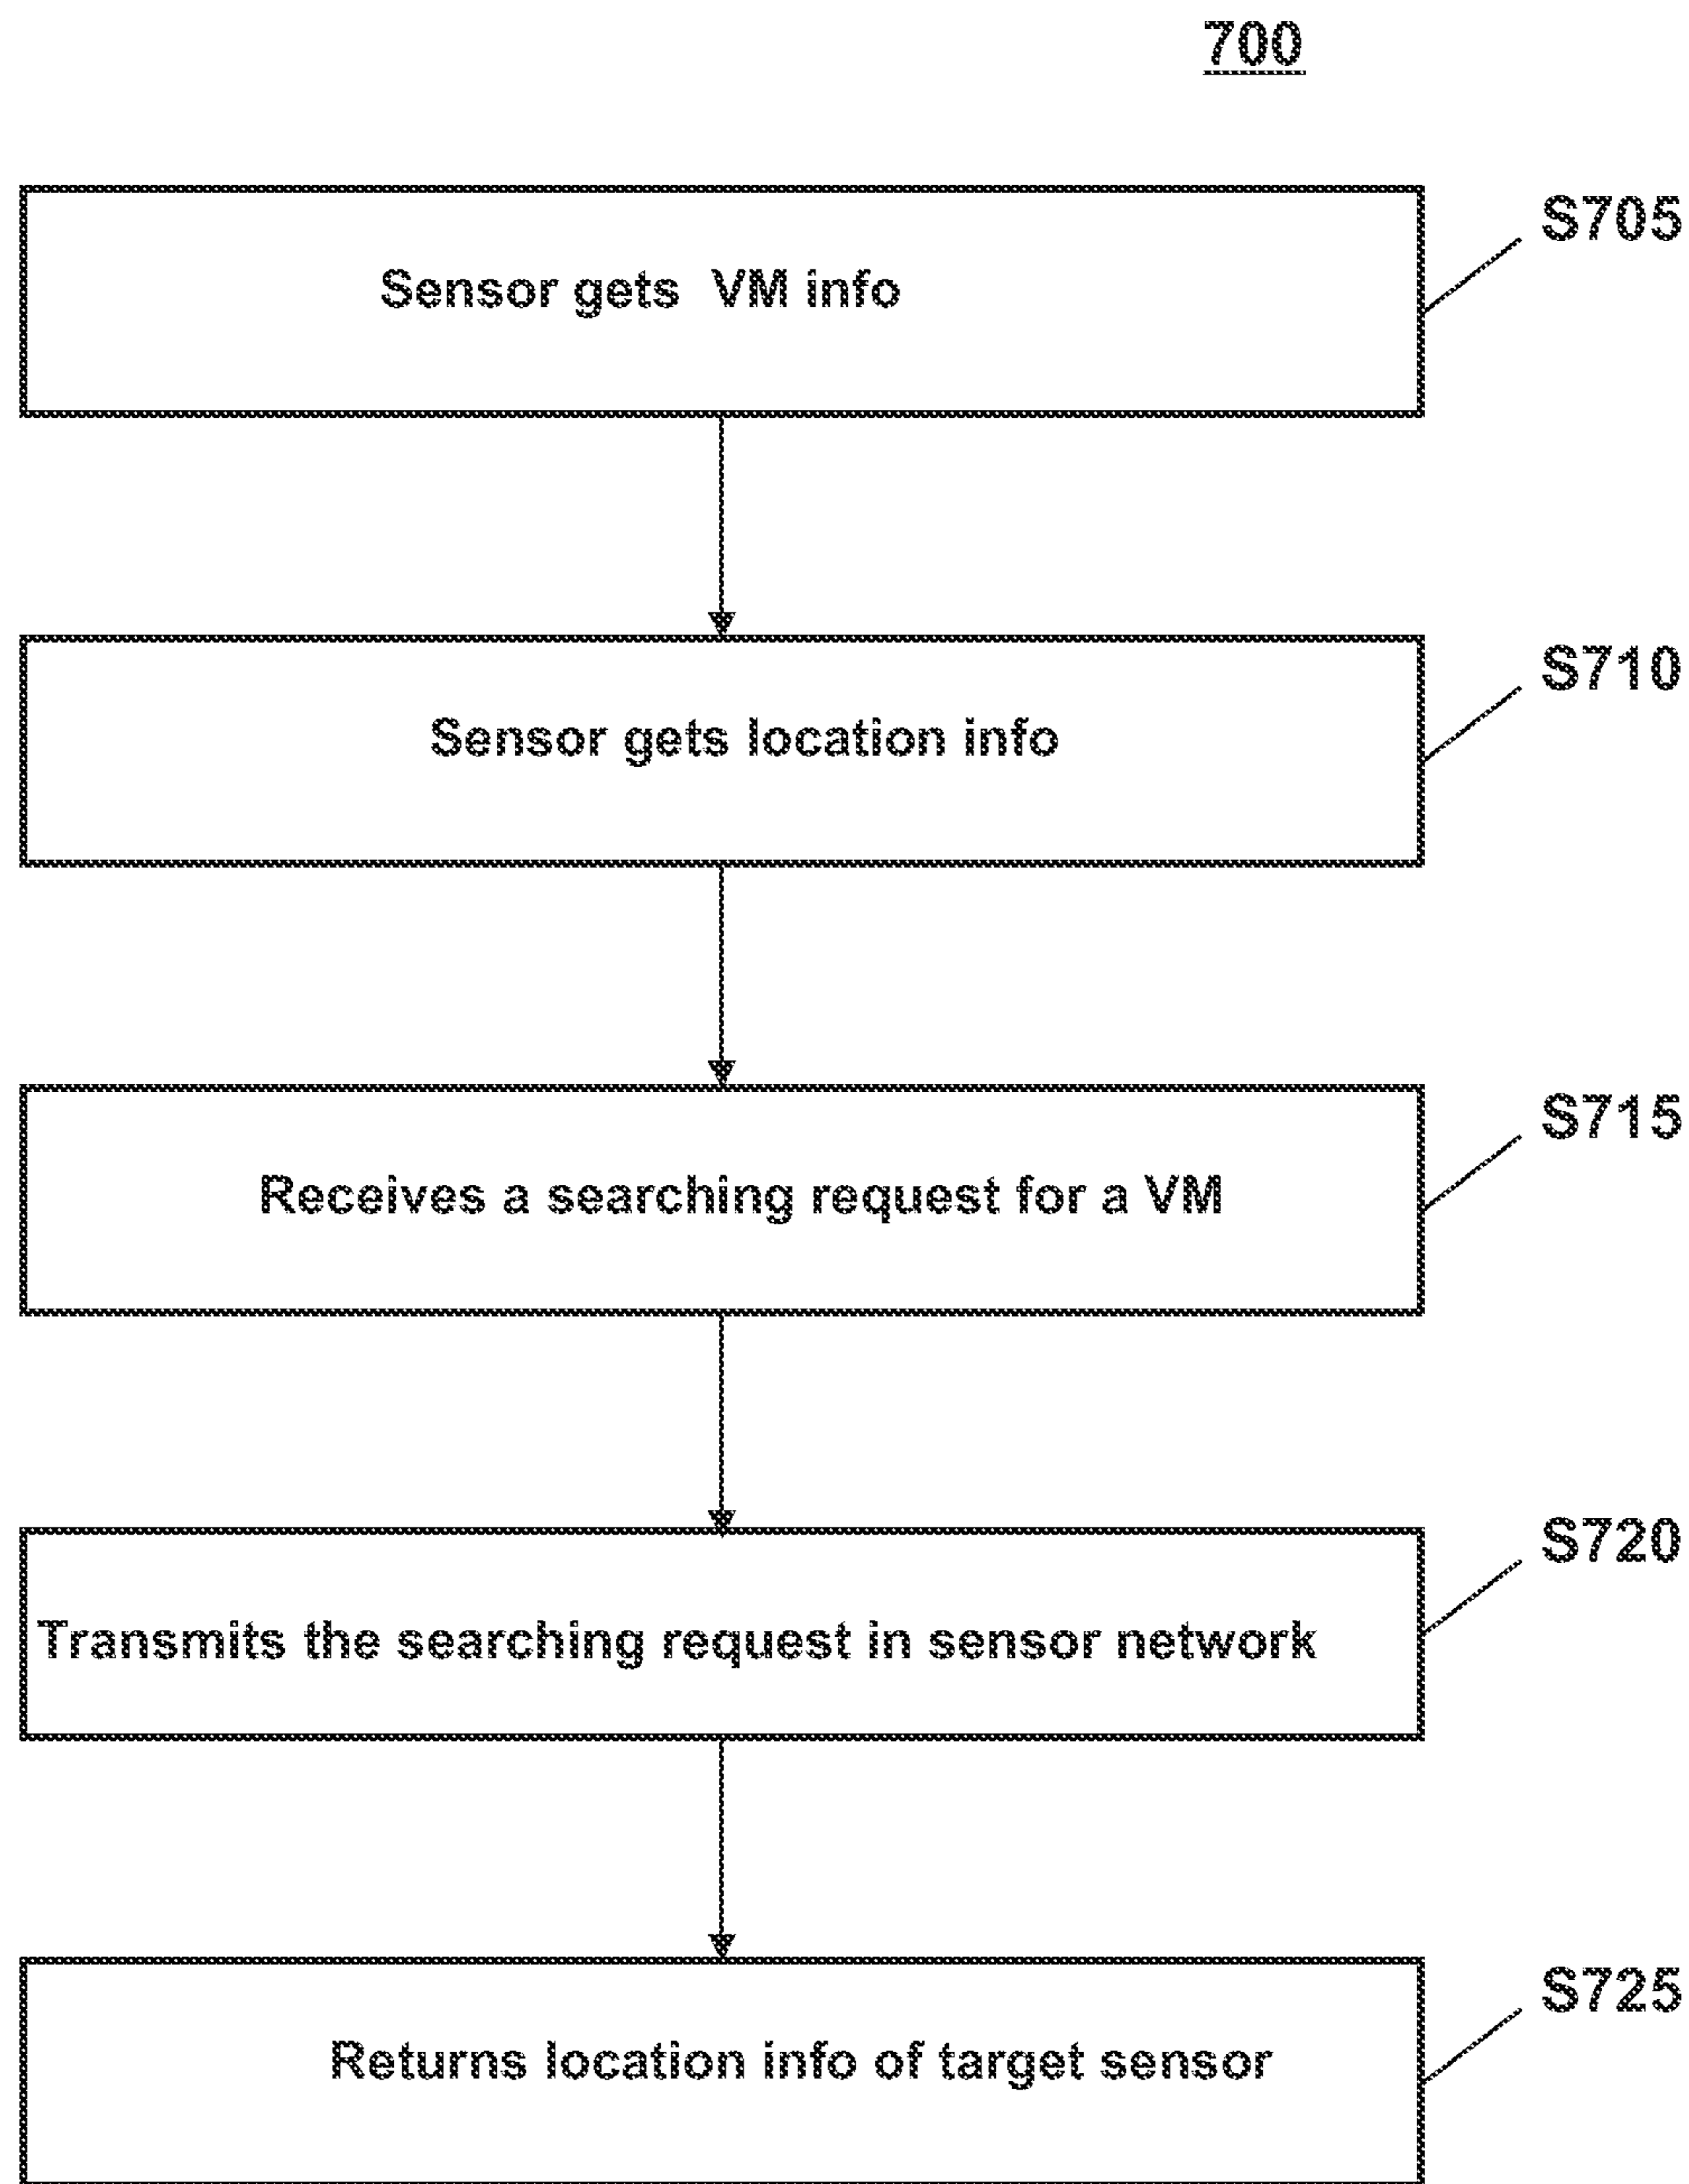 700
Sensor gets VM info
S705
Sensor gets location info
S710
Receives a searching request for a VM
S715
Transmits the searching request in sensor network
S720
Returns location info of target sensor
S725